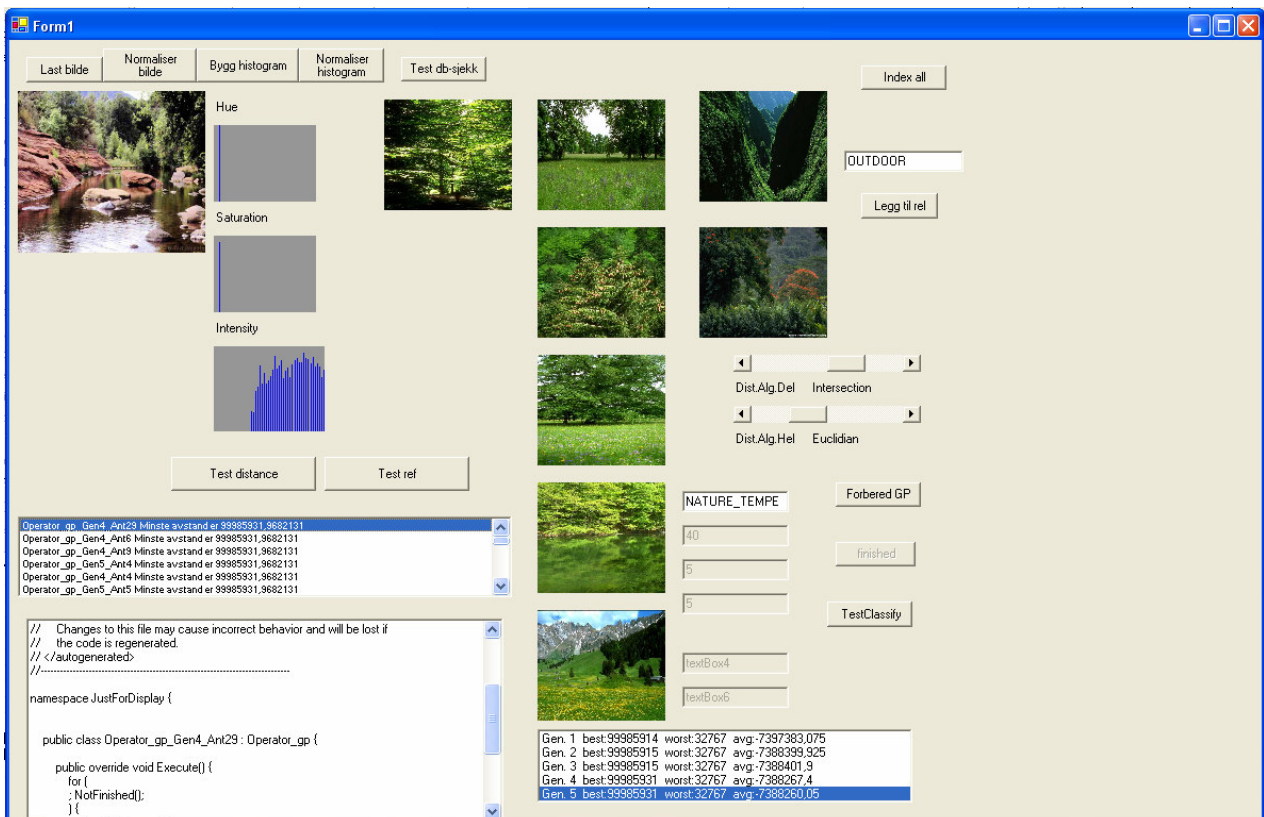 Form1
Last bilde
Normaliser
bilde
Bygg histogram
Normaliser
histogram
Test db-sjekk
Index all
Hue
OUTDOOR
Legg til rel
Saturation
Intensity
Dist.Alg.Del Intersection
Dist.Alg.Hel Euclidian
Test distance
Test ref
NATURE_TEMPE
Forbered GP
40
finished
5
5
TestClassify
textBox4
textBox6
Operator_gp_Gen4_Ant29 Minste avstand er 99985931,9682131
Operator_gp_Gen4_Ant6 Minste avstand er 99985931,9682131
Operator_gp_Gen4_Ant9 Minste avstand er 99985931,9682131
Operator_gp_Gen5_Ant4 Minste avstand er 99985931,9682131
Operator_gp_Gen4_Ant4 Minste avstand er 99985931,9682131
Operator_gp_Gen5_Ant5 Minste avstand er 99985931,9682131
// Changes to this file may cause incorrect behavior and will be lost if
// the code is regenerated.
// </autogenerated>
//------------------------------------------------------------------------------
namespace JustForDisplay {
public class Operator_gp_Gen4_Ant29 : Operator_gp {
public override void Execute() {
for (
; NotFinished();
) {
Gen. 1 best:99985914 worst:32767 avg:-7397383,075
Gen. 2 best:99985915 worst:32767 avg:-7388399,925
Gen. 3 best:99985915 worst:32767 avg:-7388401,9
Gen. 4 best:99985931 worst:32767 avg:-7388267,4
Gen. 5 best:99985931 worst:32767 avg:-7388260,05